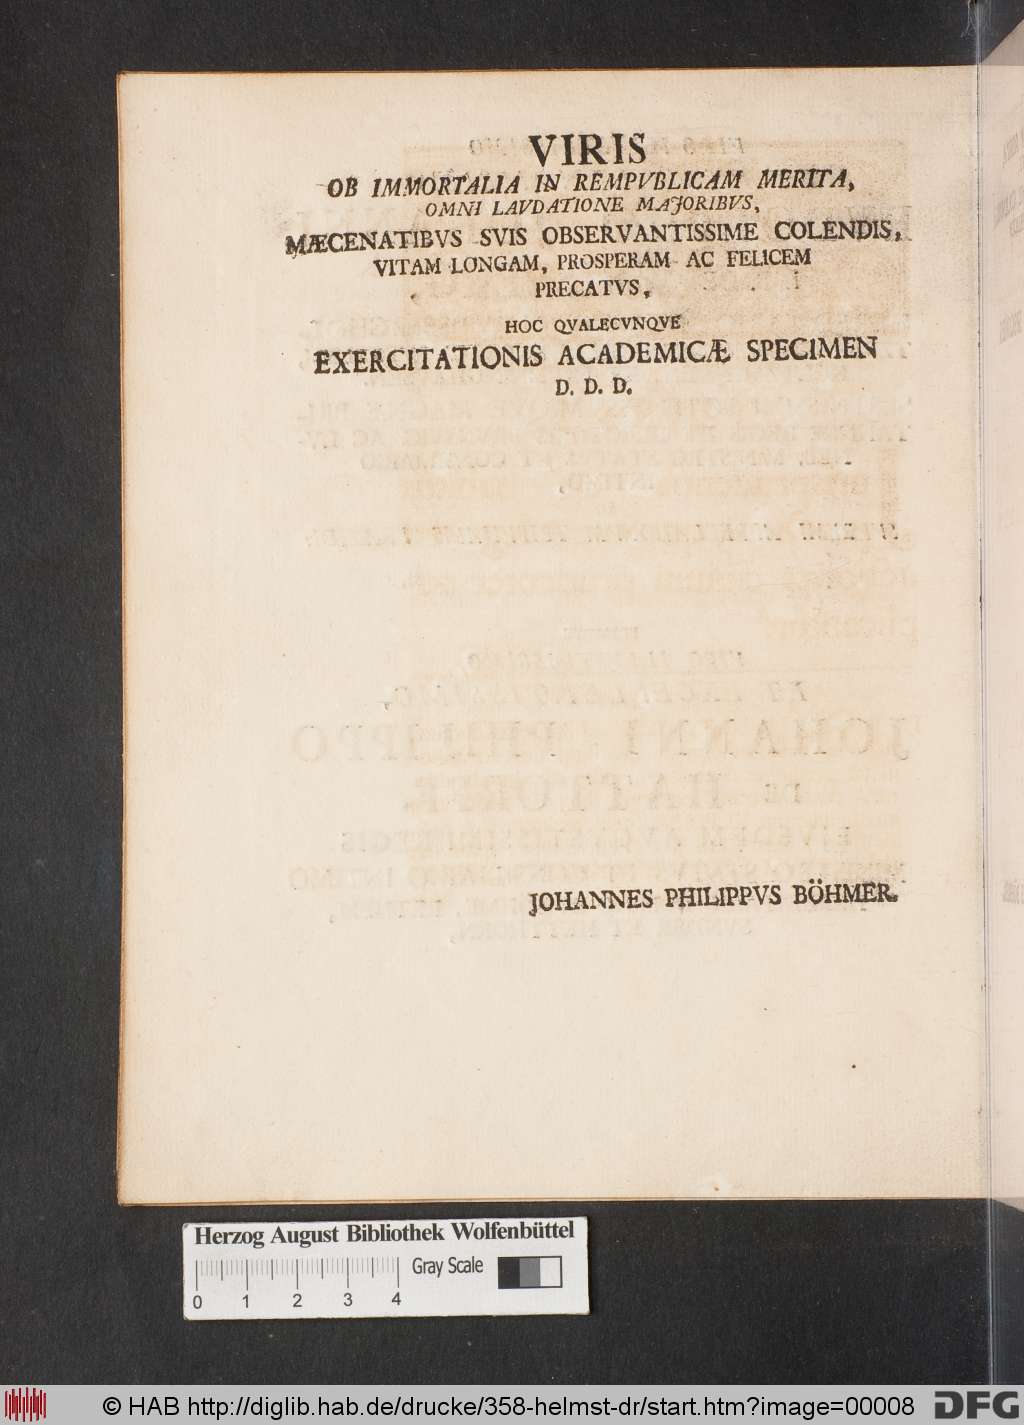 VIRIS
OB IMMORTALIA IN REMPVBLICAM MERITA,
OMNI LAVDATIONE MAJORIBVS,
MÆCENATIBVS SVIS OBSERVANTISSIME COLENDIS,
VITAM LONGAM, PROSPERAM AC FELICEM
PRECATVS,
HOC QVALECVNQVE
EXERCITATIONIS ACADEMICÆ SPECIMEN
D. D. D.
JOHANNES PHILIPPVS BÖHMER.
Herzog August Bibliothek Wolfenbüttel
Gray Scale
0 1 2 3 4
© HAB http://diglib.hab.de/drucke/358-helmst-dr/start.htm?image=00008
DFG